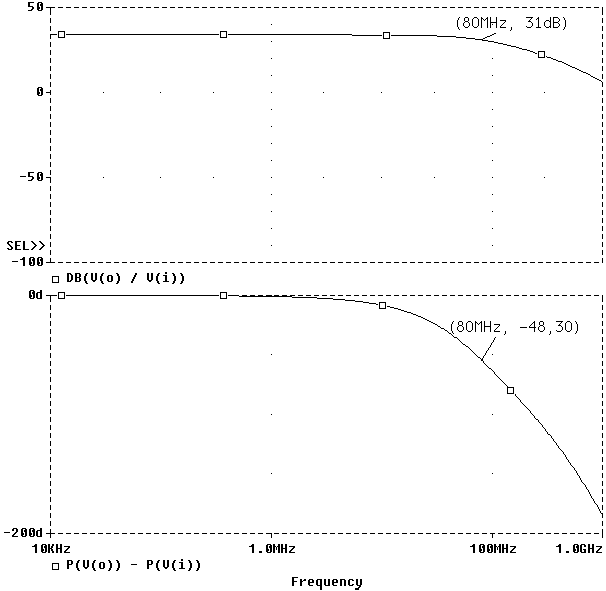 50
(80MHz, 31dB)
0
-50
SEL>>
-100
DB(V(o) / V(i))
0d
(80MHz, -48,30)
-200d
10KHz 1.0MHz 100MHz 1.0GHz
P(V(o)) - P(V(i))
Frequency